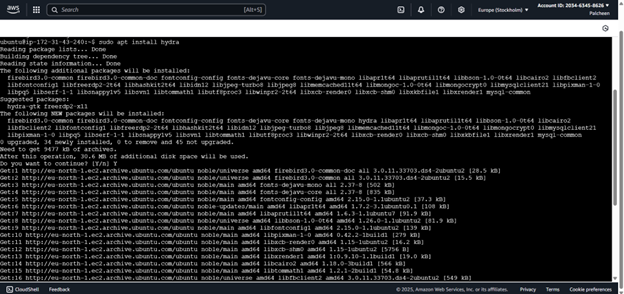 aws
Search
[Alt+S]
Europe (Stockholm)
Account ID: 2034-6345-8626
Palcheen
ubuntu@ip-172-31-43-240:~$ sudo apt install hydra
Reading package lists... Done
Building dependency tree... Done
Reading state information... Done
The following additional packages will be installed:
firebird3.0-common firebird3.0-common-doc fontconfig-config fonts-dejavu-core fonts-dejavu-mono libapr1t64 libaprutil1t64 libbson-1.0-0t64 libcairo2 libfbclient2
libfontconfig1 libfreerdp2-2t64 libhashkit2t64 libidn12 libjpeg-turbo8 libjpeg8 libmemcached11t64 libmongoc-1.0-0t64 libmongocrypt0 libmysqlclient21 libpixman-1-0
libpq5 libserf-1-1 libsnappy1v5 libsvn1 libtommath1 libutf8proc3 libwinpr2-2t64 libxcb-render0 libxcb-shm0 libxkbfile1 libxrender1 mysql-common
Suggested packages:
hydra-gtk freerdp2-x11
The following NEW packages will be installed:
firebird3.0-common firebird3.0-common-doc fontconfig-config fonts-dejavu-core fonts-dejavu-mono hydra libapr1t64 libaprutil1t64 libbson-1.0-0t64 libcairo2
libfbclient2 libfontconfig1 libfreerdp2-2t64 libhashkit2t64 libidn12 libjpeg-turbo8 libjpeg8 libmemcached11t64 libmongoc-1.0-0t64 libmongocrypt0 libmysqlclient21
libpixman-1-0 libpq5 libserf-1-1 libsnappy1v5 libsvn1 libtommath1 libutf8proc3 libwinpr2-2t64 libxcb-render0 libxcb-shm0 libxkbfile1 libxrender1 mysql-common
0 upgraded, 34 newly installed, 0 to remove and 45 not upgraded.
Need to get 9477 kB of archives.
After this operation, 30.6 MB of additional disk space will be used.
Do you want to continue? [Y/n] Y
Get:1 http://eu-north-1.ec2.archive.ubuntu.com/ubuntu noble/universe amd64 firebird3.0-common-doc all 3.0.11.33703.ds4-2ubuntu2 [28.5 kB]
Get:2 http://eu-north-1.ec2.archive.ubuntu.com/ubuntu noble/universe amd64 firebird3.0-common all 3.0.11.33703.ds4-2ubuntu2 [15.5 kB]
Get:3 http://eu-north-1.ec2.archive.ubuntu.com/ubuntu noble/main amd64 fonts-dejavu-mono all 2.37-8 [502 kB]
Get:4 http://eu-north-1.ec2.archive.ubuntu.com/ubuntu noble/main amd64 fonts-dejavu-core all 2.37-8 [835 kB]
Get:5 http://eu-north-1.ec2.archive.ubuntu.com/ubuntu noble/main amd64 fontconfig-config amd64 2.15.0-1.1ubuntu2 [37.3 kB]
Get:6 http://eu-north-1.ec2.archive.ubuntu.com/ubuntu noble-updates/main amd64 libapr1t64 amd64 1.7.2-3.1ubuntu0.1 [108 kB]
Get:7 http://eu-north-1.ec2.archive.ubuntu.com/ubuntu noble/main amd64 libaprutil1t64 amd64 1.6.3-1.1ubuntu7 [91.9 kB]
Get:8 http://eu-north-1.ec2.archive.ubuntu.com/ubuntu noble/universe amd64 libbson-1.0-0t64 amd64 1.26.0-1.1ubuntu2 [81.9 kB]
Get:9 http://eu-north-1.ec2.archive.ubuntu.com/ubuntu noble/main amd64 libfontconfig1 amd64 2.15.0-1.1ubuntu2 [139 kB]
Get:10 http://eu-north-1.ec2.archive.ubuntu.com/ubuntu noble/main amd64 libpixman-1-0 amd64 0.42.2-1build1 [279 kB]
Get:11 http://eu-north-1.ec2.archive.ubuntu.com/ubuntu noble/main amd64 libxcb-render0 amd64 1.15-1ubuntu2 [16.2 kB]
Get:12 http://eu-north-1.ec2.archive.ubuntu.com/ubuntu noble/main amd64 libxcb-shm0 amd64 1.15-1ubuntu2 [5756 B]
Get:13 http://eu-north-1.ec2.archive.ubuntu.com/ubuntu noble/main amd64 libxrender1 amd64 1:0.9.10-1.1build1 [19.0 kB]
Get:14 http://eu-north-1.ec2.archive.ubuntu.com/ubuntu noble/main amd64 libcairo2 amd64 1.18.0-3build1 [566 kB]
Get:15 http://eu-north-1.ec2.archive.ubuntu.com/ubuntu noble/main amd64 libtommath1 amd64 1.2.1-2build1 [54.8 kB]
Get:16 http://eu-north-1.ec2.archive.ubuntu.com/ubuntu noble/universe amd64 libfbclient2 amd64 3.0.11.33703.ds4-2ubuntu2 [549 kB]
CloudShell
Feedback
© 2025, Amazon Web Services, Inc. or its affiliates.
Privacy
Terms
Cookie preferences